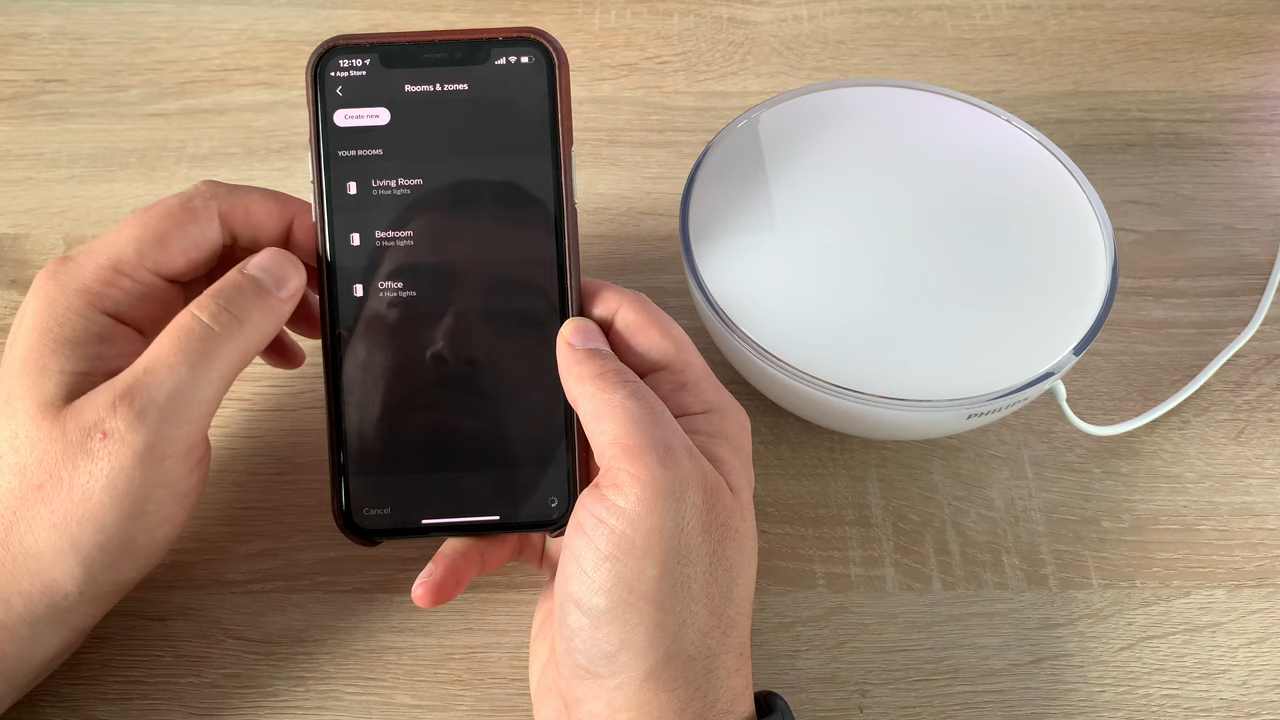 12:10
◂ App Store
Rooms & zones
Create new
YOUR ROOMS
Living Room
0 Hue lights
Bedroom
0 Hue lights
Office
4 Hue lights
Cancel
PHILIPS